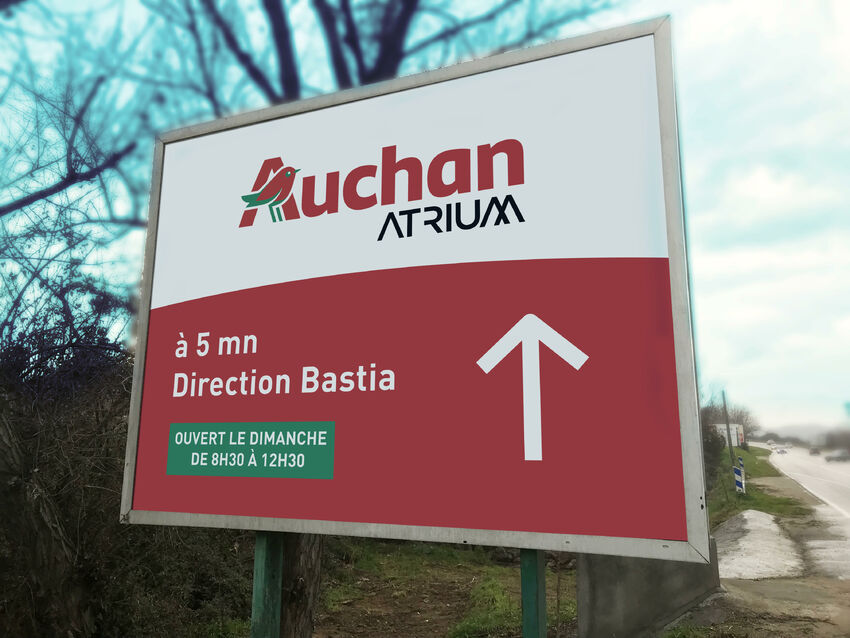 Auchan
ATRIUM
à 5 mn
Direction Bastia
OUVERT LE DIMANCHE
DE 8H30 À 12H30